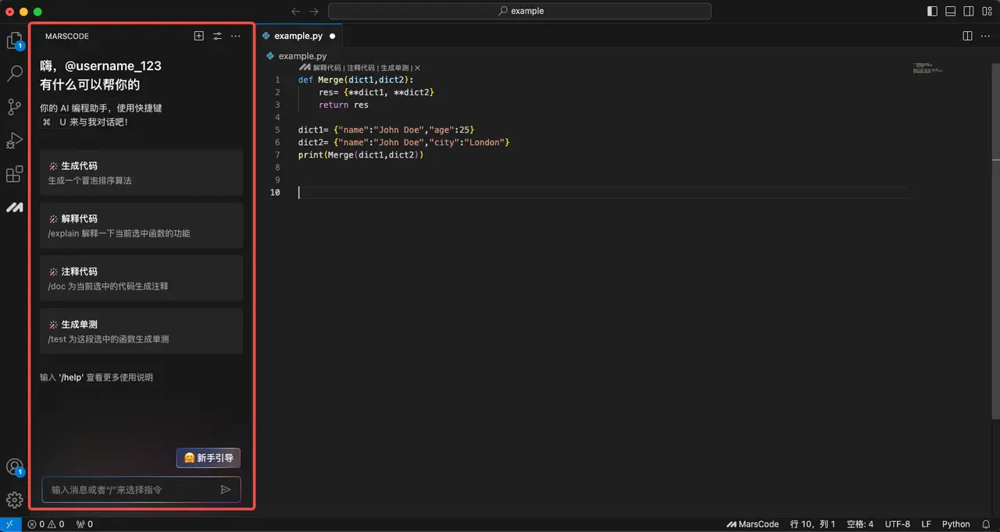 example
MARSCODE
嗨，@username_123
有什么可以帮你的
你的 AI 编程助手，使用快捷键
⌘ U 来与我对话吧！
生成代码
生成一个冒泡排序算法
解释代码
/explain 解释一下当前选中函数的功能
注释代码
/doc 为当前选中的代码生成注释
生成单测
/test 为这段选中的函数生成单测
输入 '/help' 查看更多使用说明
新手引导
输入消息或者“/”来选择指令
1
1
example.py
example.py
解释代码 | 注释代码 | 生成单测 |
1 def Merge(dict1,dict2):
2 res= {**dict1, **dict2}
3 return res
4
5 dict1= {"name":"John Doe","age":25}
6 dict2= {"name":"John Doe","city":"London"}
7 print(Merge(dict1,dict2))
8
9
10
0 0 0 MarsCode 行 10，列 1 空格: 4 UTF-8 LF Python